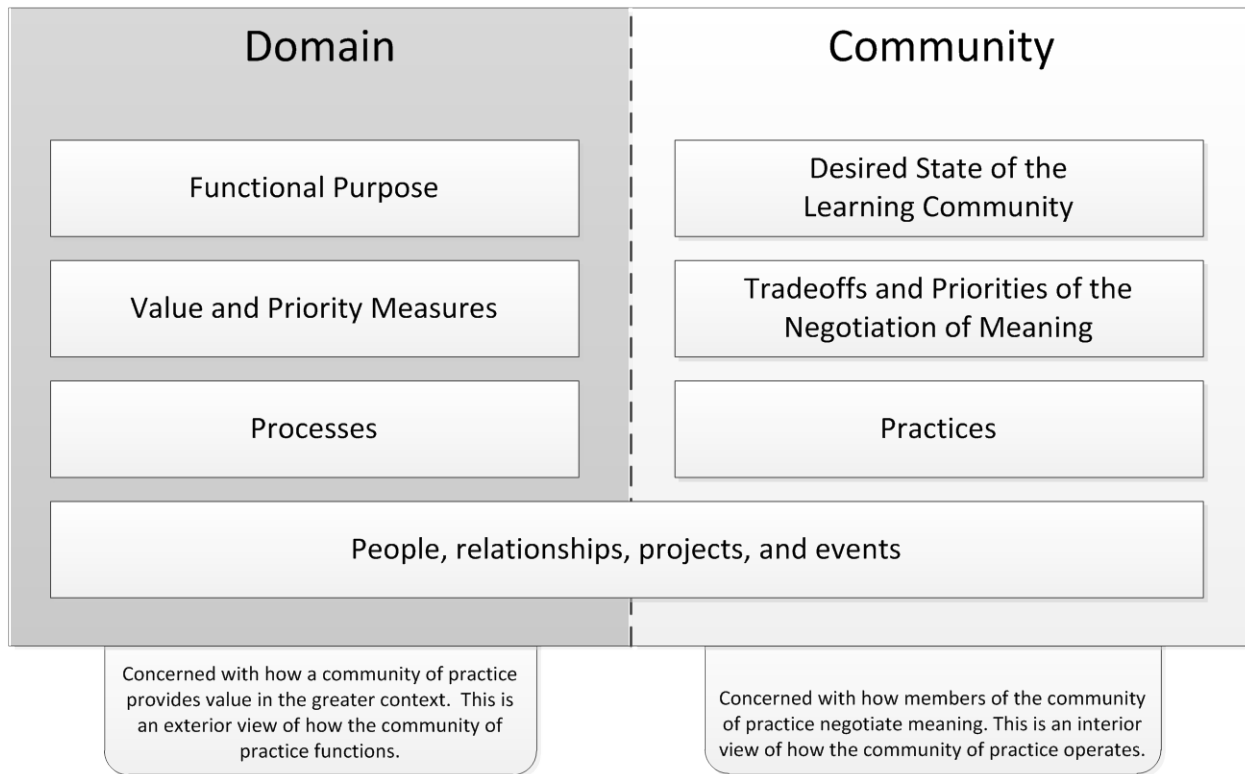 Domain
Functional Purpose
Value and Priority Measures
Processes
Community
Desired State of the
Learning Community
Tradeoffs and Priorities of the
Negotiation of Meaning
Practices
People, relationships, projects, and events
Concerned with how a community of practice
provides value in the greater context.  This is
an exterior view of how the community of
practice functions.
Concerned with how members of the community
of practice negotiate meaning. This is an interior
view of how the community of practice operates.